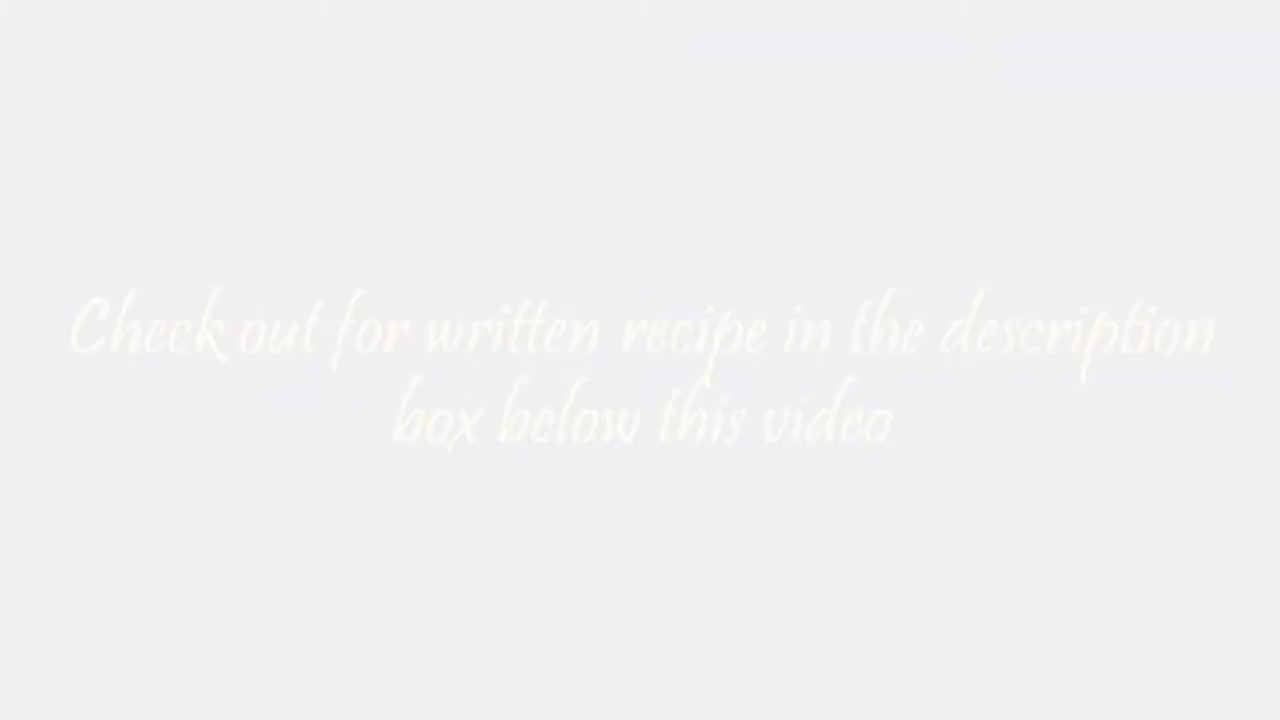 Check out for written recipe in the description
box below this video